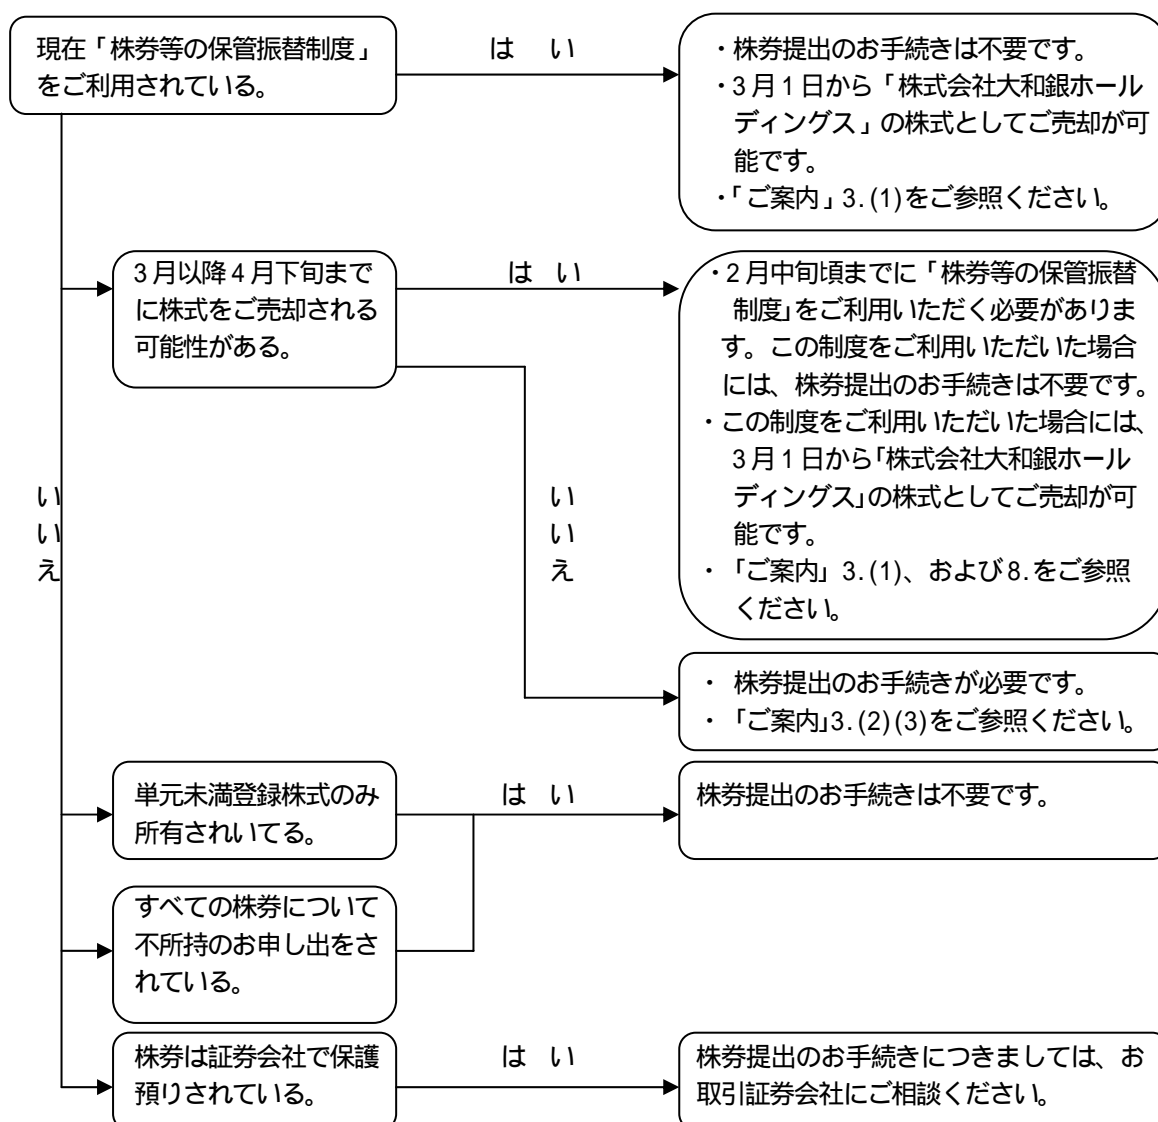 現在「株券等の保管振替制度」
をご利用されている。
は い
・株券提出のお手続きは不要です。
・3月1日から「株式会社大和銀ホール
ディングス」の株式としてご売却が可
能です。
・「ご案内」3.(1)をご参照ください。
3月以降4月下旬まで
に株式をご売却される
可能性がある。
は い
・2月中旬頃までに「株券等の保管振替
制度」をご利用いただく必要がありま
す。この制度をご利用いただいた場合
には、株券提出のお手続きは不要です。
・この制度をご利用いただいた場合には、
3月1日から「株式会社大和銀ホール
ディングス」の株式としてご売却が可
能です。
・「ご案内」3.(1)、および8.をご参照
ください。
いいえ
いいえ
・ 株券提出のお手続きが必要です。
・「ご案内」3.(2)(3)をご参照ください。
単元未満登録株式のみ
所有されいてる。
は い
株券提出のお手続きは不要です。
すべての株券について
不所持のお申し出をさ
れている。
株券は証券会社で保護
預りされている。
は い
株券提出のお手続きにつきましては、お
取引証券会社にご相談ください。